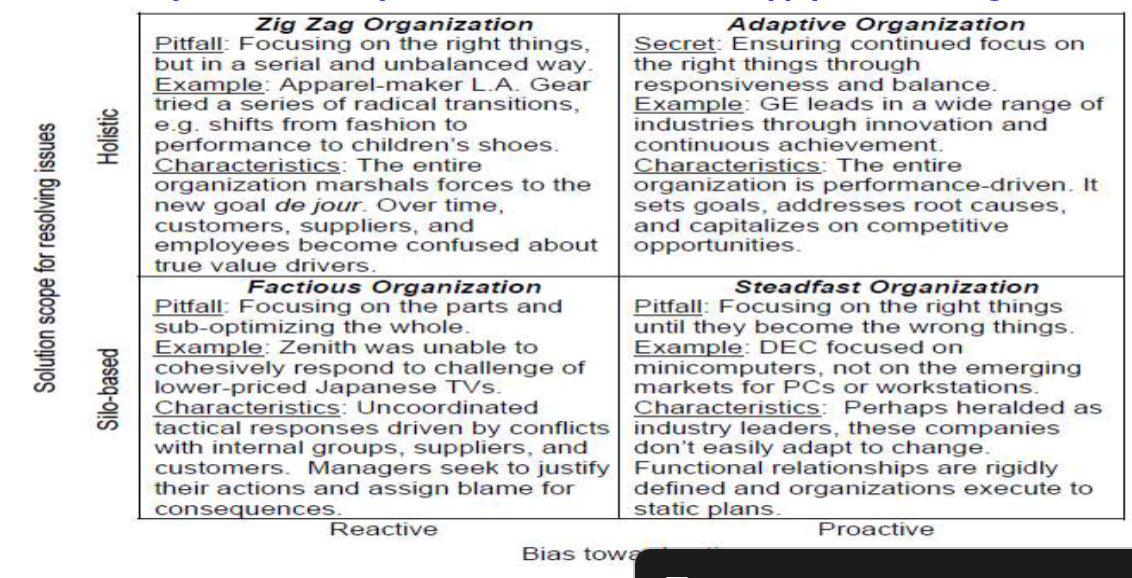 Zig Zag Organization
Pitfall: Focusing on the right things,
but in a serial and unbalanced way.
Example: Apparel-maker L.A. Gear
tried a series of radical transitions,
e.g. shifts from fashion to
performance to children's shoes.
Characteristics: The entire
organization marshals forces to the
new goal de jour. Over time,
customers, suppliers, and
employees become confused about
true value drivers.
Adaptive Organization
Secret: Ensuring continued focus on
the right things through
responsiveness and balance.
Example: GE leads in a wide range of
industries through innovation and
continuous achievement.
Characteristics: The entire
organization is performance-driven. It
sets goals, addresses root causes,
and capitalizes on competitive
opportunities.
Solution scope for resolving issues
Holistic
Silo-based
Factious Organization
Pitfall: Focusing on the parts and
sub-optimizing the whole.
Example: Zenith was unable to
cohesively respond to challenge of
lower-priced Japanese TVs.
Characteristics: Uncoordinated
tactical responses driven by conflicts
with internal groups, suppliers, and
customers. Managers seek to justify
their actions and assign blame for
consequences.
Steadfast Organization
Pitfall: Focusing on the right things
until they become the wrong things.
Example: DEC focused on
minicomputers, not on the emerging
markets for PCs or workstations.
Characteristics: Perhaps heralded as
industry leaders, these companies
don't easily adapt to change.
Functional relationships are rigidly
defined and organizations execute to
static plans.
Reactive
Proactive
Bias